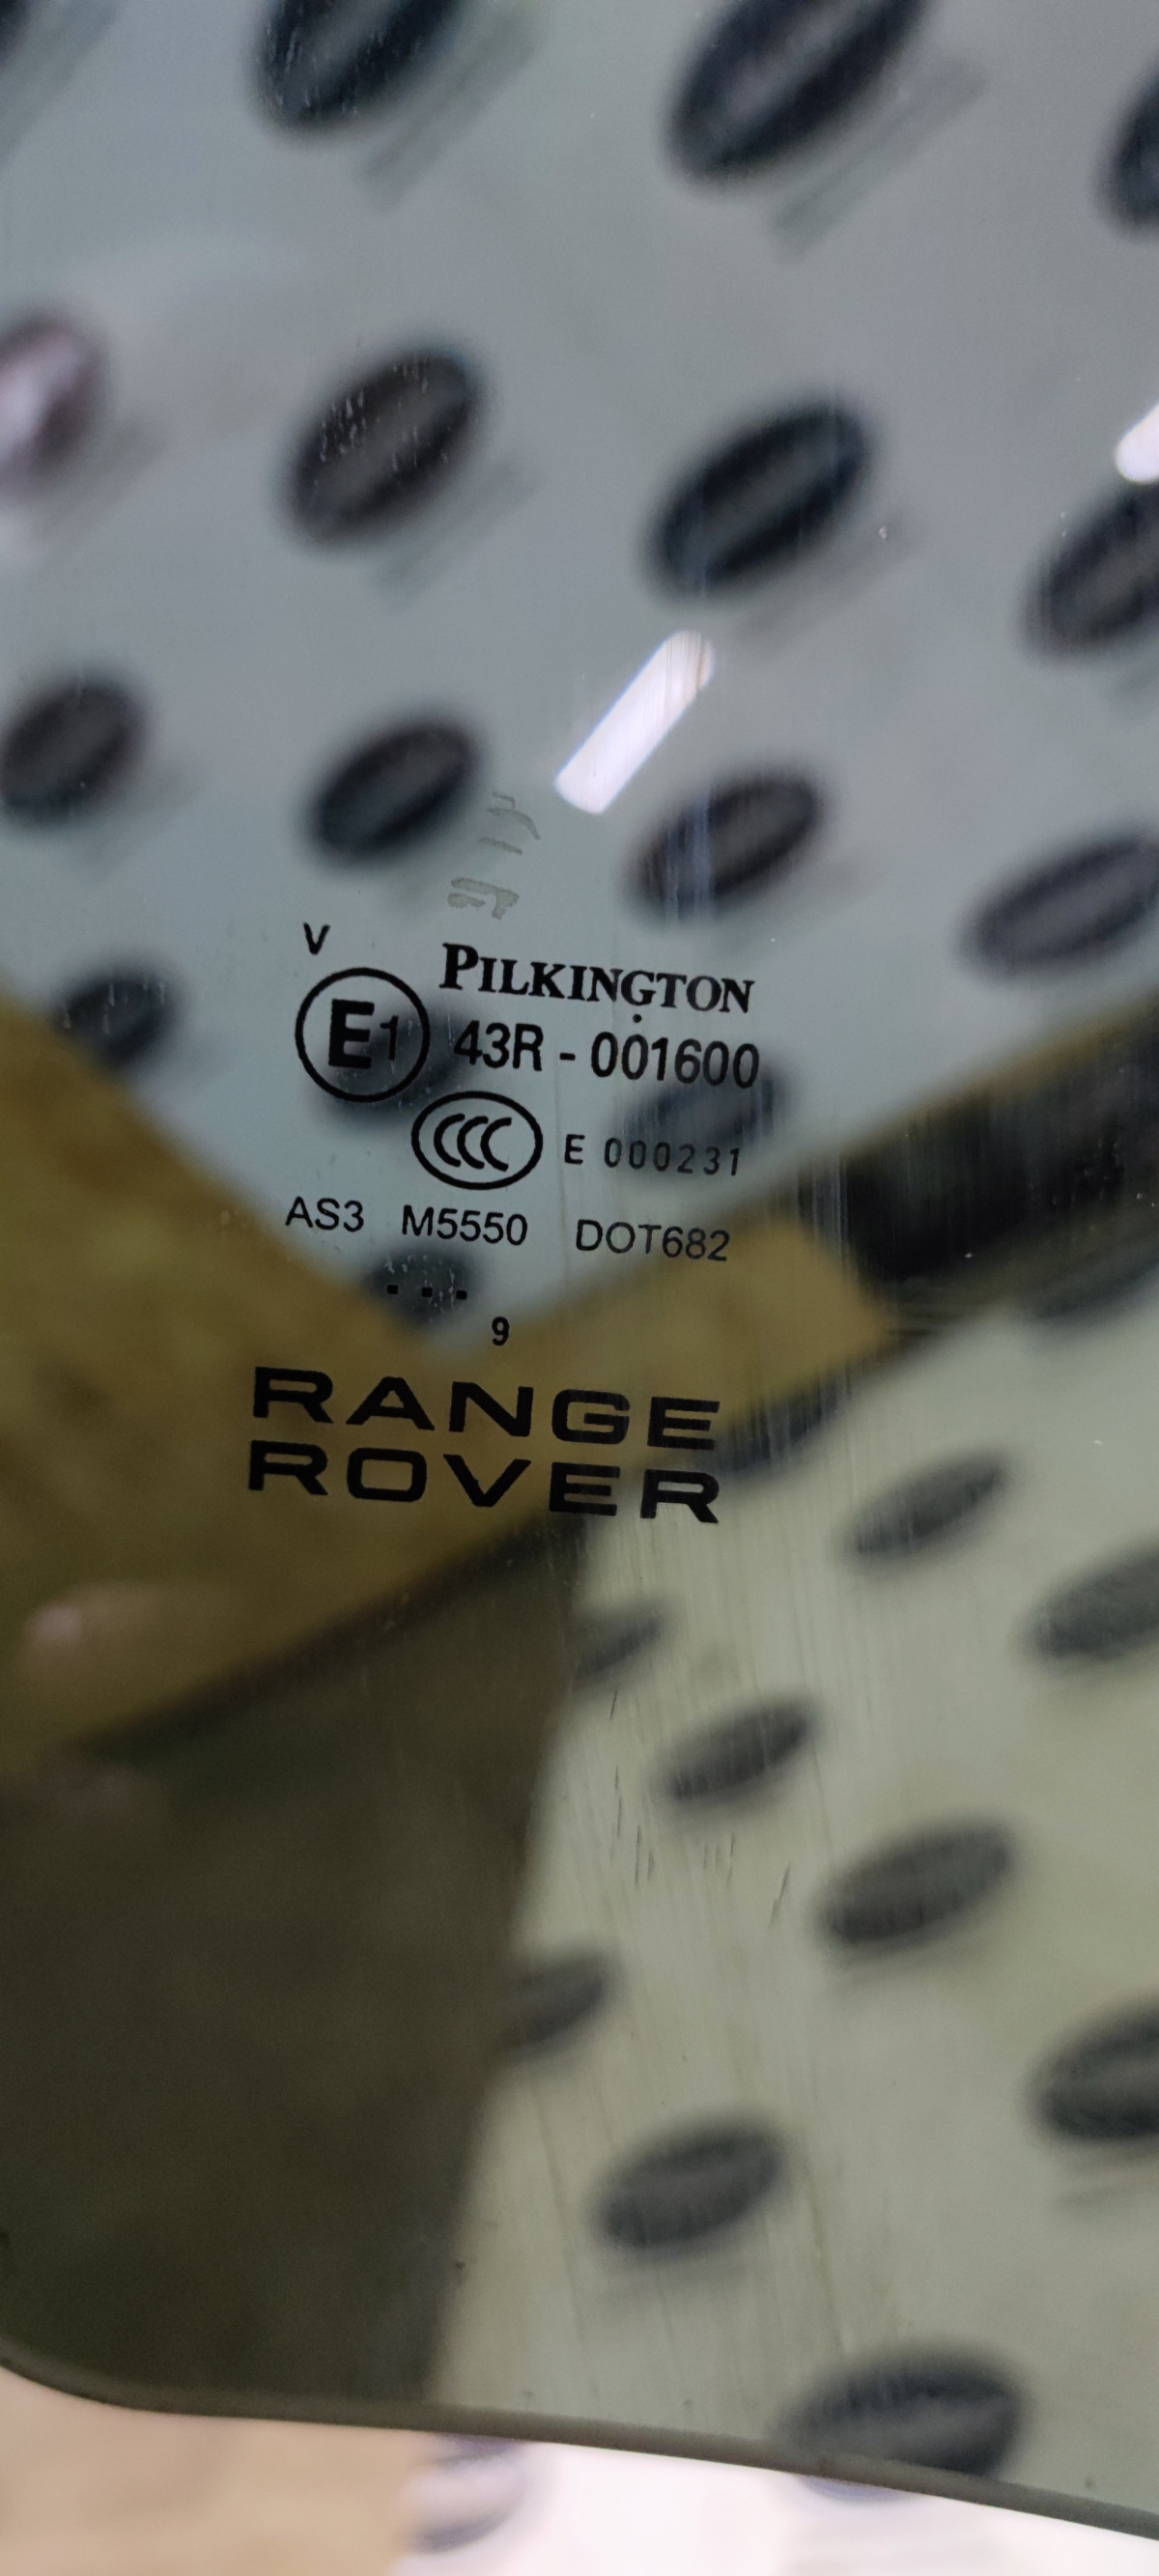 V
PILKINGTON
E1 43R - 001600
CCC E 000231
AS3 M5550 DOT682
. . .
9
RANGE
ROVER